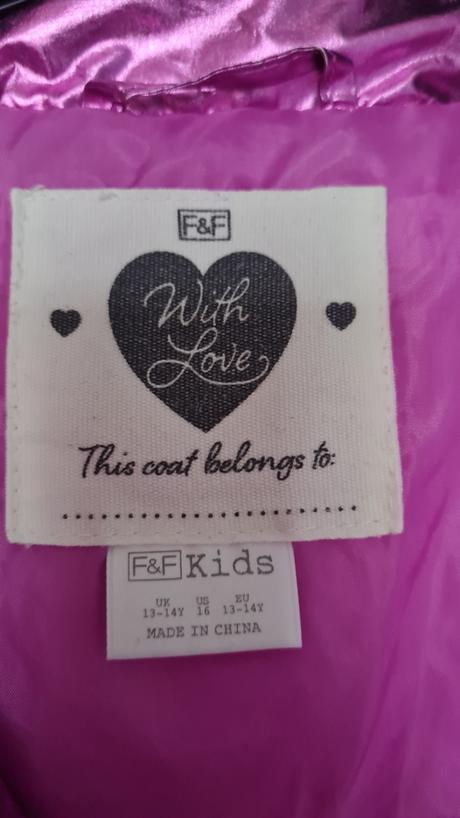 F&F
With
Love
This coat belongs to:
F&F Kids
UK US EU
13-14Y 16 13-14Y
MADE IN CHINA